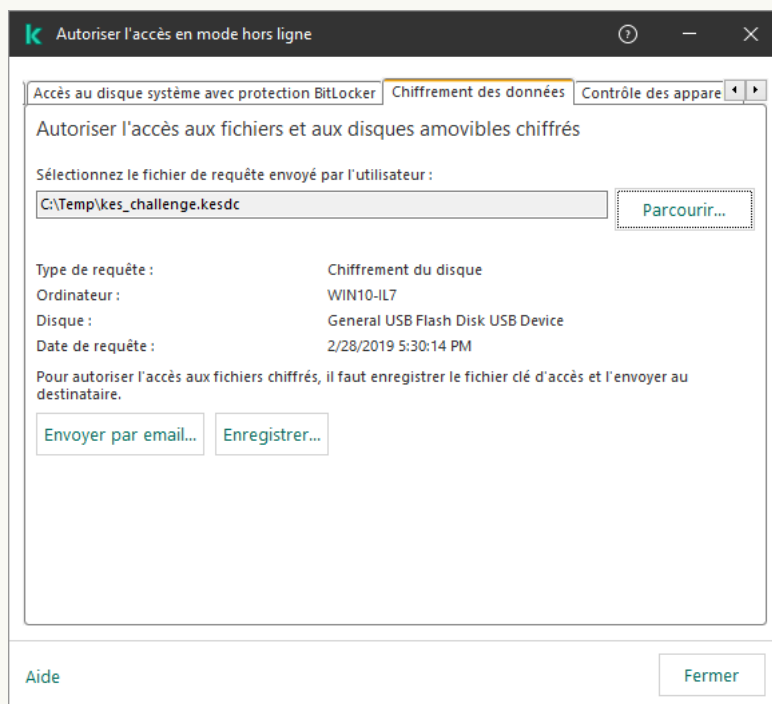 Autoriser l'accès en mode hors ligne
Accès au disque système avec protection BitLocker
Chiffrement des données
Contrôle des appare
Autoriser l'accès aux fichiers et aux disques amovibles chiffrés
Sélectionnez le fichier de requête envoyé par l'utilisateur :
C:\Temp\kes_challenge.kesdc
Parcourir...
Type de requête : Chiffrement du disque
Ordinateur : WIN10-IL7
Disque : General USB Flash Disk USB Device
Date de requête : 2/28/2019 5:30:14 PM
Pour autoriser l'accès aux fichiers chiffrés, il faut enregistrer le fichier clé d'accès et l'envoyer au
destinataire.
Envoyer par email...
Enregistrer...
Aide
Fermer